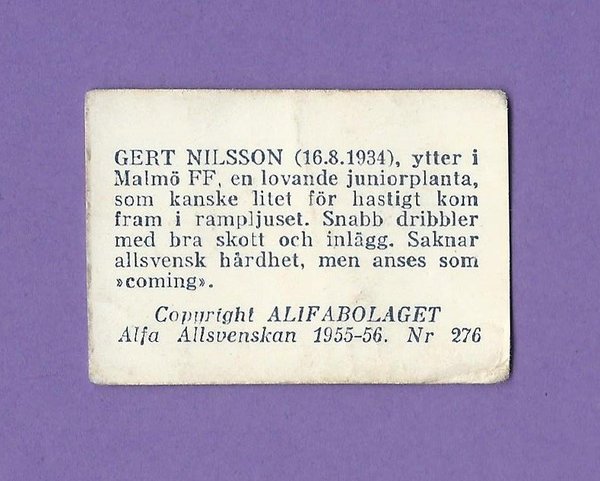 GERT NILSSON (16.8.1934), ytter i
Malmö FF, en lovande juniorplanta,
som kanske litet för hastigt kom
fram i rampljuset. Snabb dribbler
med bra skott och inlägg. Saknar
allsvensk hårdhet, men anses som
»coming».
Copyright ALIFABOLAGET
Alfa Allsvenskan 1955-56. Nr 276